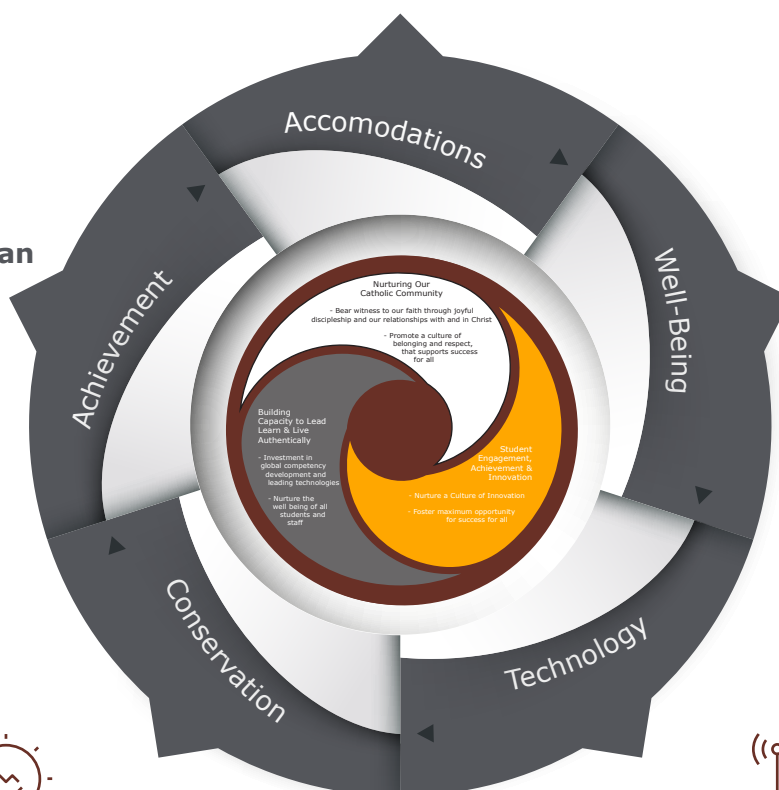 Accomodations
an
Achievement
Well-Being
Nurturing Our
Catholic Community
- Bear witness to our faith through joyful
discipleship and our relationships with and in Christ
- Promote a culture of
belonging and respect,
that supports success
for all
Building
Capacity to Lead
Learn & Live
Authentically
- Investment in
global competency
development and
leading technologies
- Nurture the
well being of all
students and
staff
Student
Engagement,
Achievement &
Innovation
- Nurture a Culture of Innovation
- Foster maximum opportunity
for success for all
Conservation
Technology